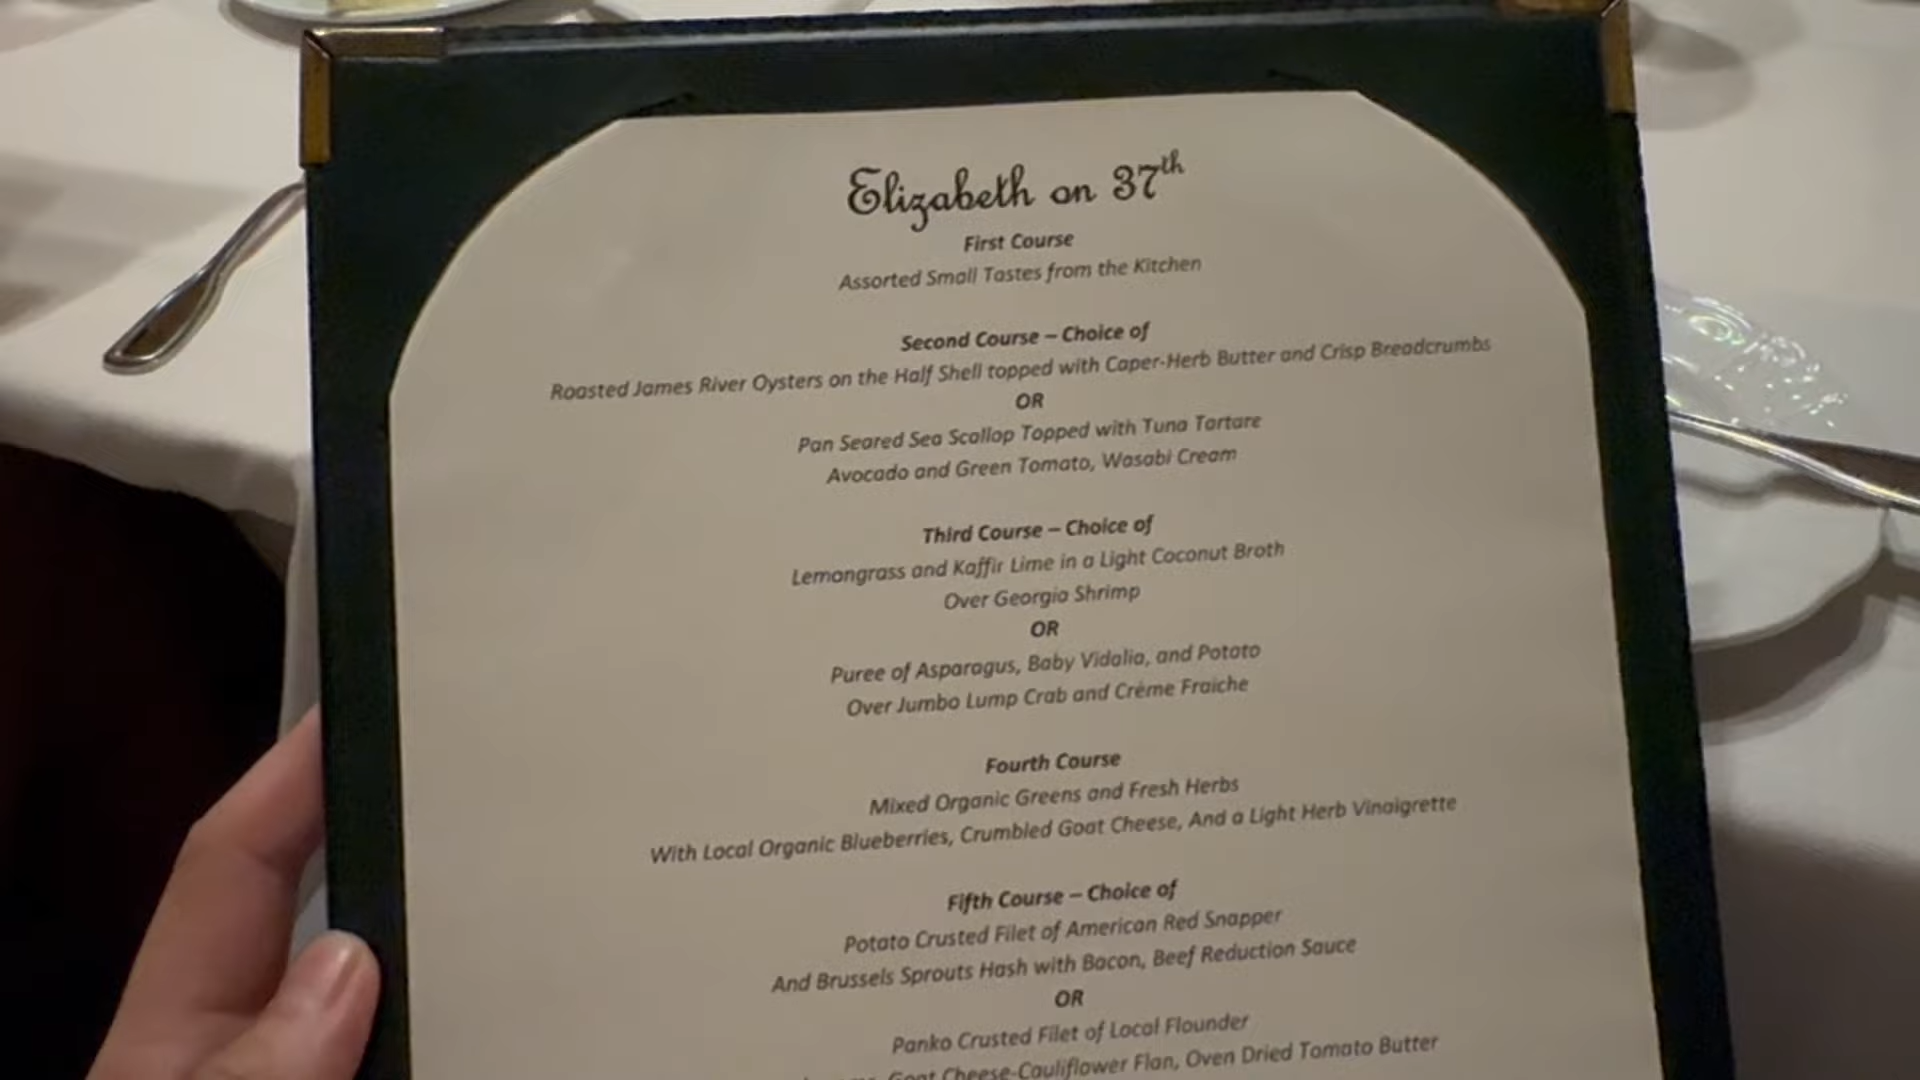 Elizabeth on 37th
First Course
Assorted Small Tastes from the Kitchen
Second Course – Choice of
Roasted James River Oysters on the Half Shell topped with Caper-Herb Butter and Crisp Breadcrumbs
OR
Pan Seared Sea Scallop Topped with Tuna Tartare
Avocado and Green Tomato, Wasabi Cream
Third Course – Choice of
Lemongrass and Kaffir Lime in a Light Coconut Broth
Over Georgia Shrimp
OR
Puree of Asparagus, Baby Vidalia, and Potato
Over Jumbo Lump Crab and Crème Fraiche
Fourth Course
Mixed Organic Greens and Fresh Herbs
With Local Organic Blueberries, Crumbled Goat Cheese, And a Light Herb Vinaigrette
Fifth Course – Choice of
Potato Crusted Filet of American Red Snapper
And Brussels Sprouts Hash with Bacon, Beef Reduction Sauce
OR
Panko Crusted Filet of Local Flounder
Goat Cheese-Cauliflower Flan, Oven Dried Tomato Butter